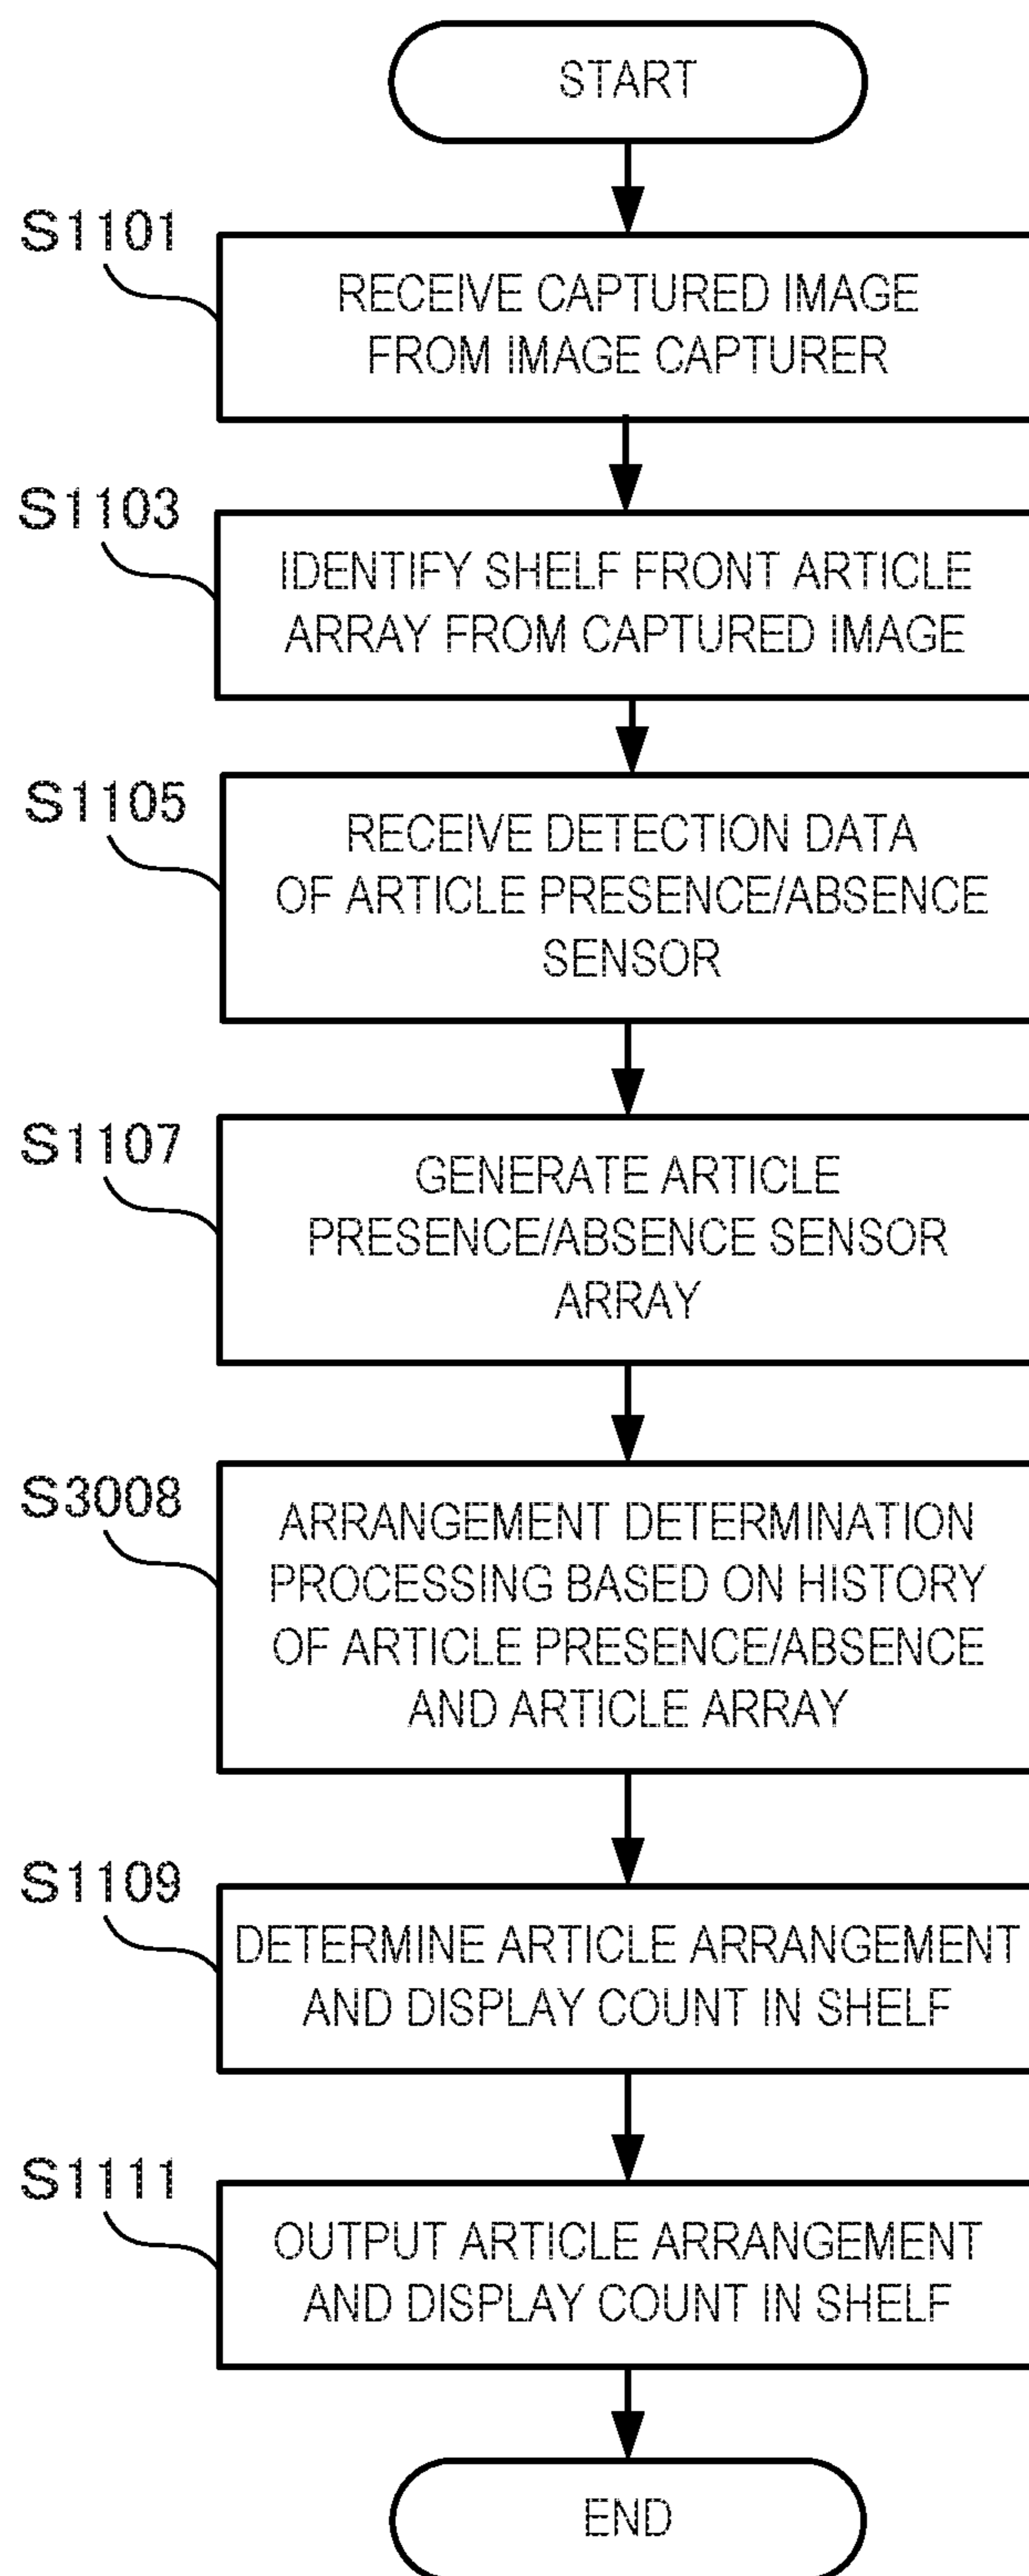 START
S1101
RECEIVE CAPTURED IMAGE
FROM IMAGE CAPTURER
S1103
IDENTIFY SHELF FRONT ARTICLE
ARRAY FROM CAPTURED IMAGE
S1105
RECEIVE DETECTION DATA
OF ARTICLE PRESENCE/ABSENCE
SENSOR
S1107
GENERATE ARTICLE
PRESENCE/ABSENCE SENSOR
ARRAY
S3008
ARRANGEMENT DETERMINATION
PROCESSING BASED ON HISTORY
OF ARTICLE PRESENCE/ABSENCE
AND ARTICLE ARRAY
S1109
DETERMINE ARTICLE ARRANGEMENT
AND DISPLAY COUNT IN SHELF
S1111
OUTPUT ARTICLE ARRANGEMENT
AND DISPLAY COUNT IN SHELF
END